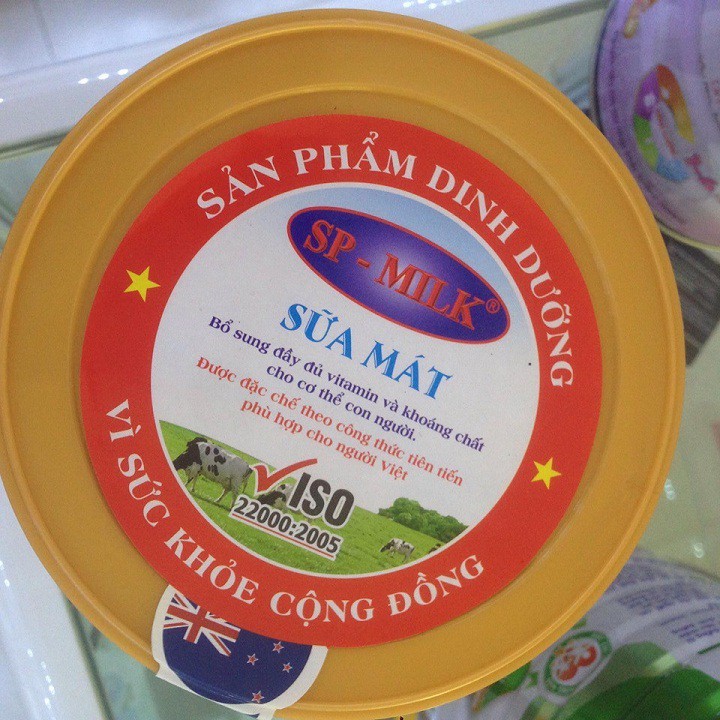 SẢN PHẨM DINH DƯỠNG
SP - MILK®
SỮA MÁT
Bổ sung đầy đủ vitamin và khoáng chất
cho cơ thể con người.
Được đặc chế theo công thức tiên tiến
phù hợp cho người Việt
ISO
22000:2005
VÌ SỨC KHỎE CỘNG ĐỒNG